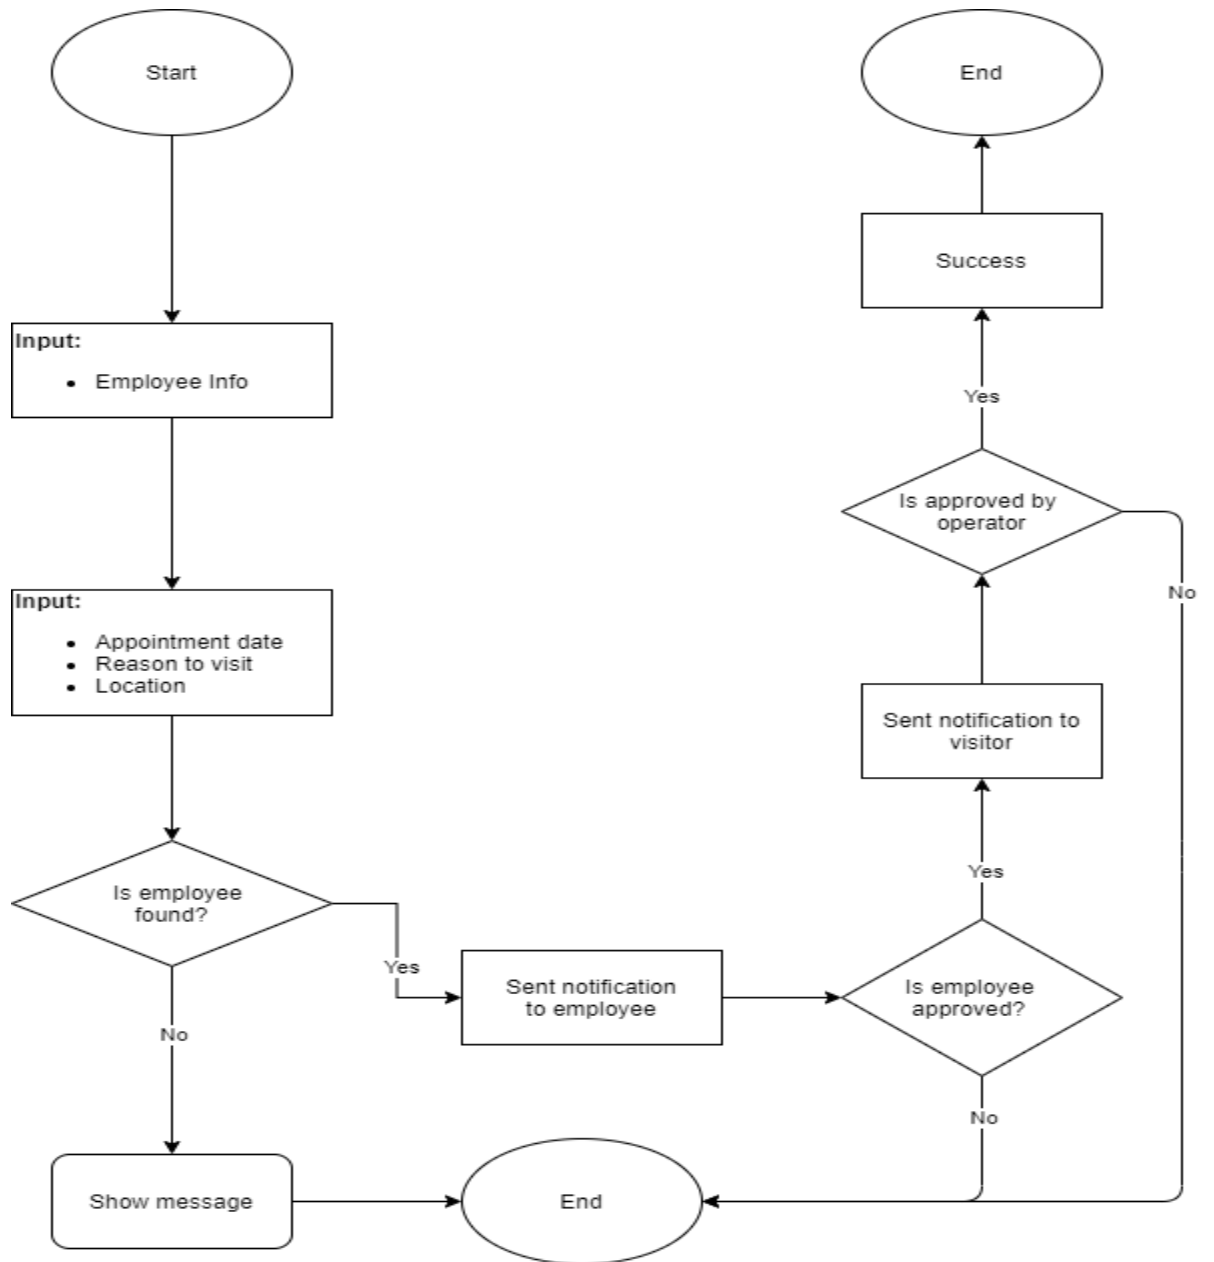 Start
Input:
• Employee Info
Input:
• Appointment date
• Reason to visit
• Location
Is employee
found?
No
Show message
Yes
Sent notification
to employee
End
Is employee
approved?
No
Yes
Sent notification to
visitor
Is approved by
operator
No
Yes
Success
End